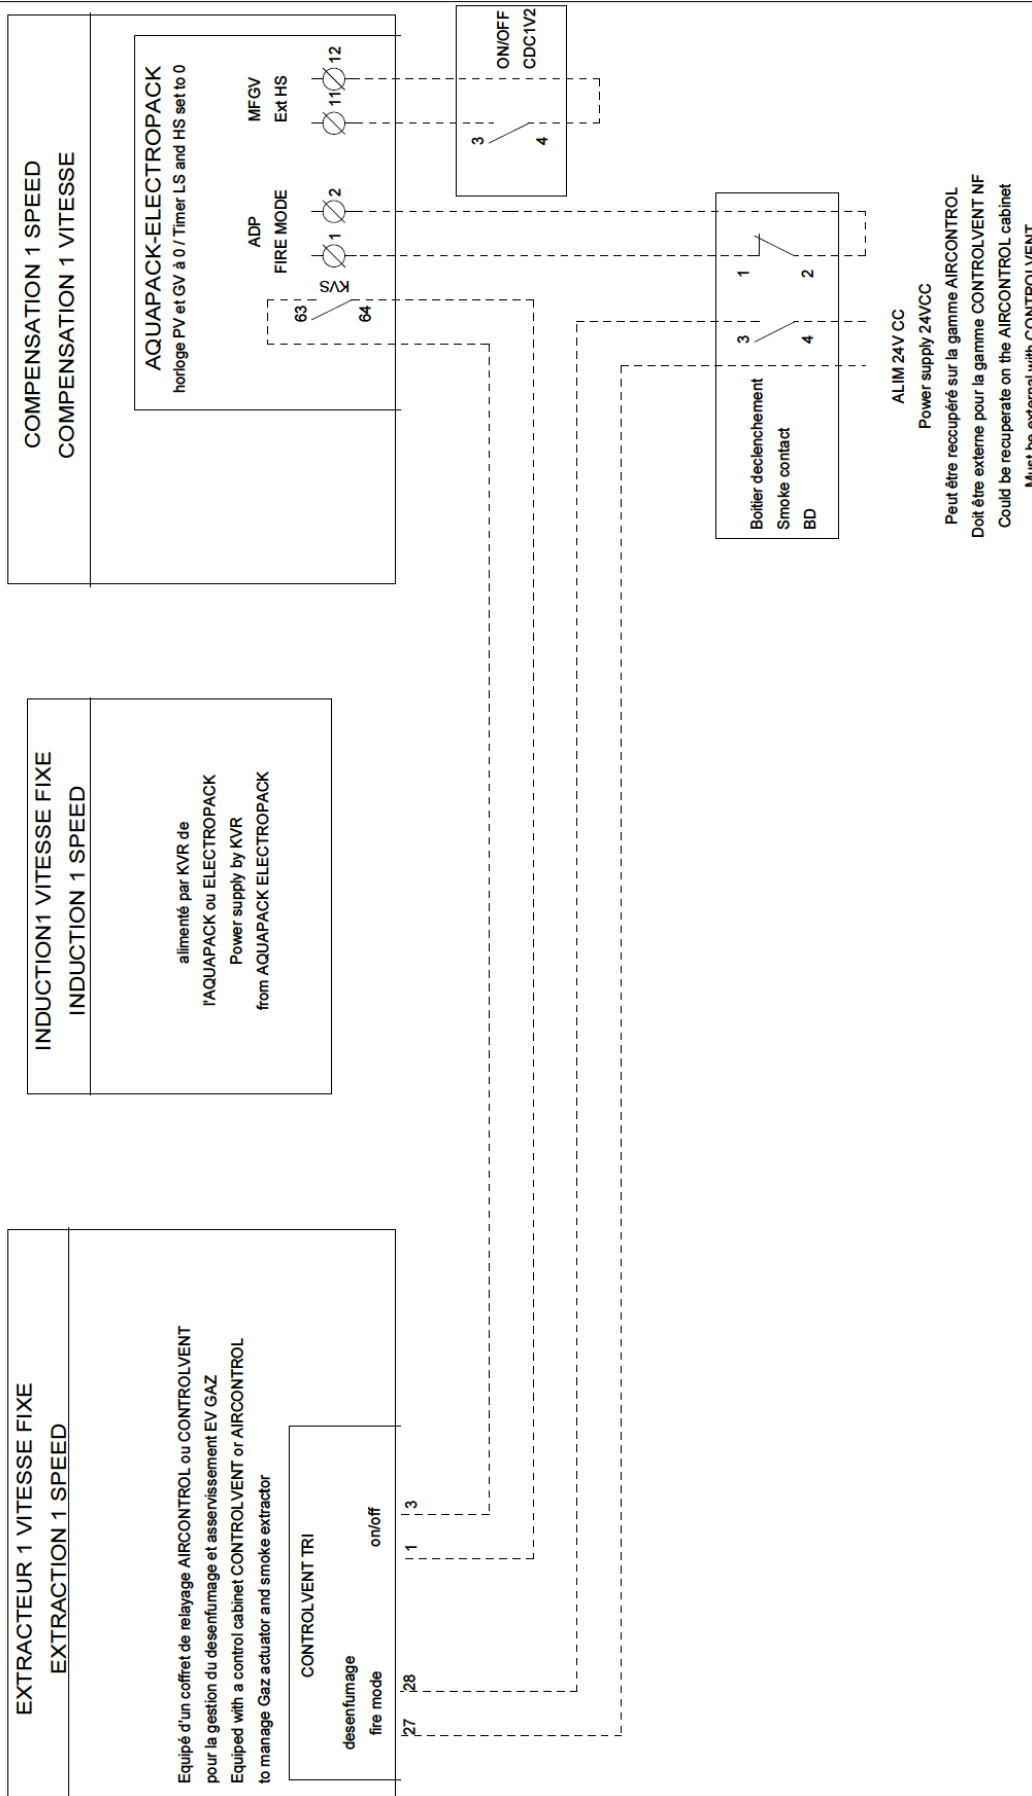 EXTRACTEUR 1 VITESSE FIXE
EXTRACTION 1 SPEED
Equipé d'un coffret de relayage AIRCONTROL ou CONTROLVENT
pour la gestion du desenfumage et asservissement EV GAZ
Equiped with a control cabinet CONTROLVENT or AIRCONTROL
to manage Gaz actuator and smoke extractor
CONTROLVENT TRI
desenfumage
fire mode
on/off
27
28
1
3
INDUCTION1 VITESSE FIXE
INDUCTION 1 SPEED
alimenté par KVR de
l'AQUAPACK ou ELECTROPACK
Power supply by KVR
from AQUAPACK ELECTROPACK
COMPENSATION 1 SPEED
COMPENSATION 1 VITESSE
AQUAPACK-ELECTROPACK
horloge PV et GV à 0 / Timer LS and HS set to 0
ADP
FIRE MODE
MFGV
Ext HS
KVS
63
64
1
2
11
12
ON/OFF
CDC1V2
3
4
Boitier declenchement
Smoke contact
BD
3
4
1
2
ALIM 24V CC
Power supply 24VCC
Peut être reccupéré sur la gamme AIRCONTROL
Doit être externe pour la gamme CONTROLVENT NF
Could be recuperate on the AIRCONTROL cabinet
Must be external with CONTROLVENT